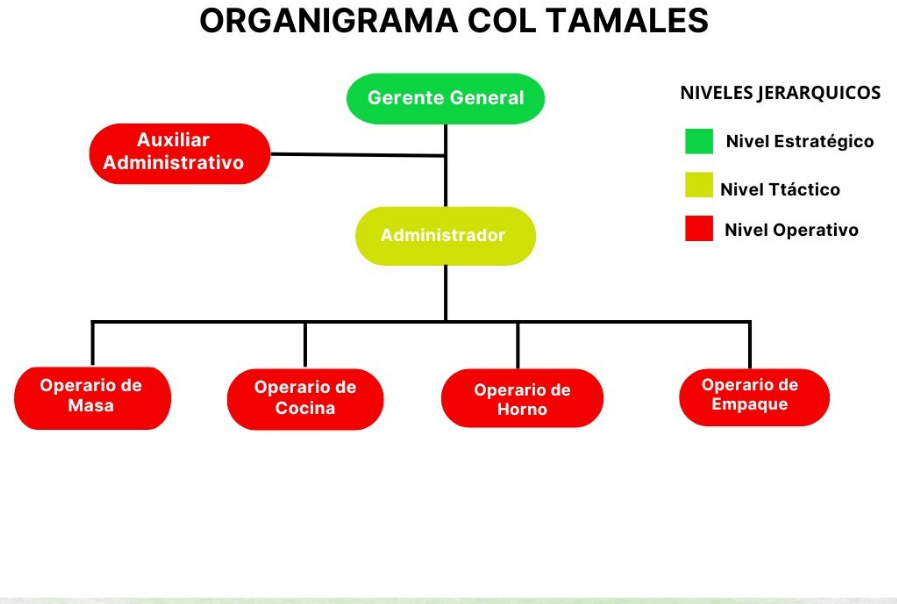 ORGANIGRAMA COL TAMALES
Gerente General
NIVELES JERARQUICOS
Auxiliar
Administrativo
Nivel Estratégico
Nivel Ttáctico
Nivel Operativo
Administrador
Operario de
Masa
Operario de
Cocina
Operario de
Horno
Operario de
Empaque